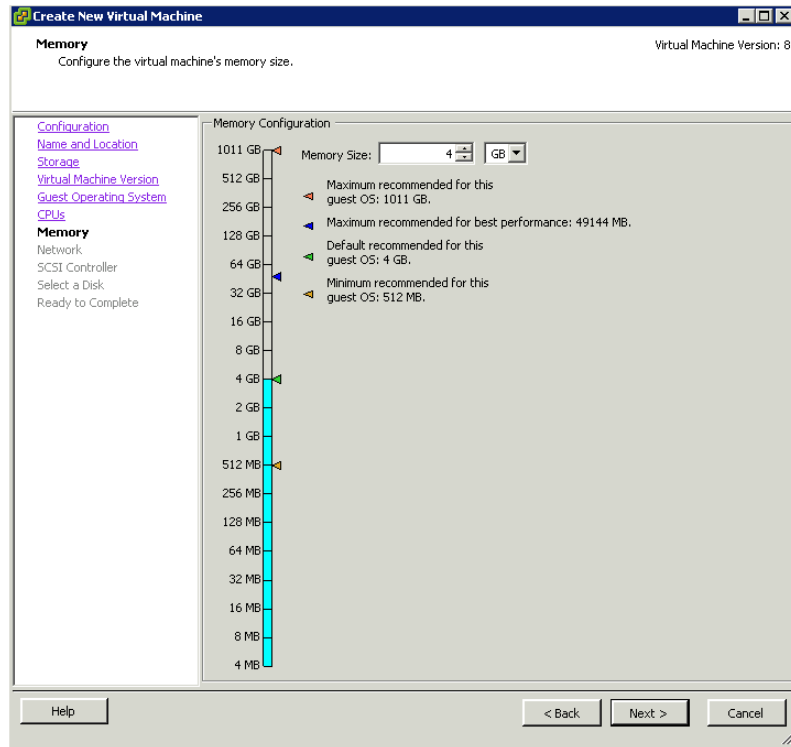 Create New Virtual Machine
Memory
Configure the virtual machine's memory size.
Virtual Machine Version: 8
Configuration
Name and Location
Storage
Virtual Machine Version
Guest Operating System
CPUs
Memory
Network
SCSI Controller
Select a Disk
Ready to Complete
Memory Configuration
1011 GB
512 GB
256 GB
128 GB
64 GB
32 GB
16 GB
8 GB
4 GB
2 GB
1 GB
512 MB
256 MB
128 MB
64 MB
32 MB
16 MB
8 MB
4 MB
Memory Size: 4 GB
Maximum recommended for this
guest OS: 1011 GB.
Maximum recommended for best performance: 49144 MB.
Default recommended for this
guest OS: 4 GB.
Minimum recommended for this
guest OS: 512 MB.
Help
< Back
Next >
Cancel